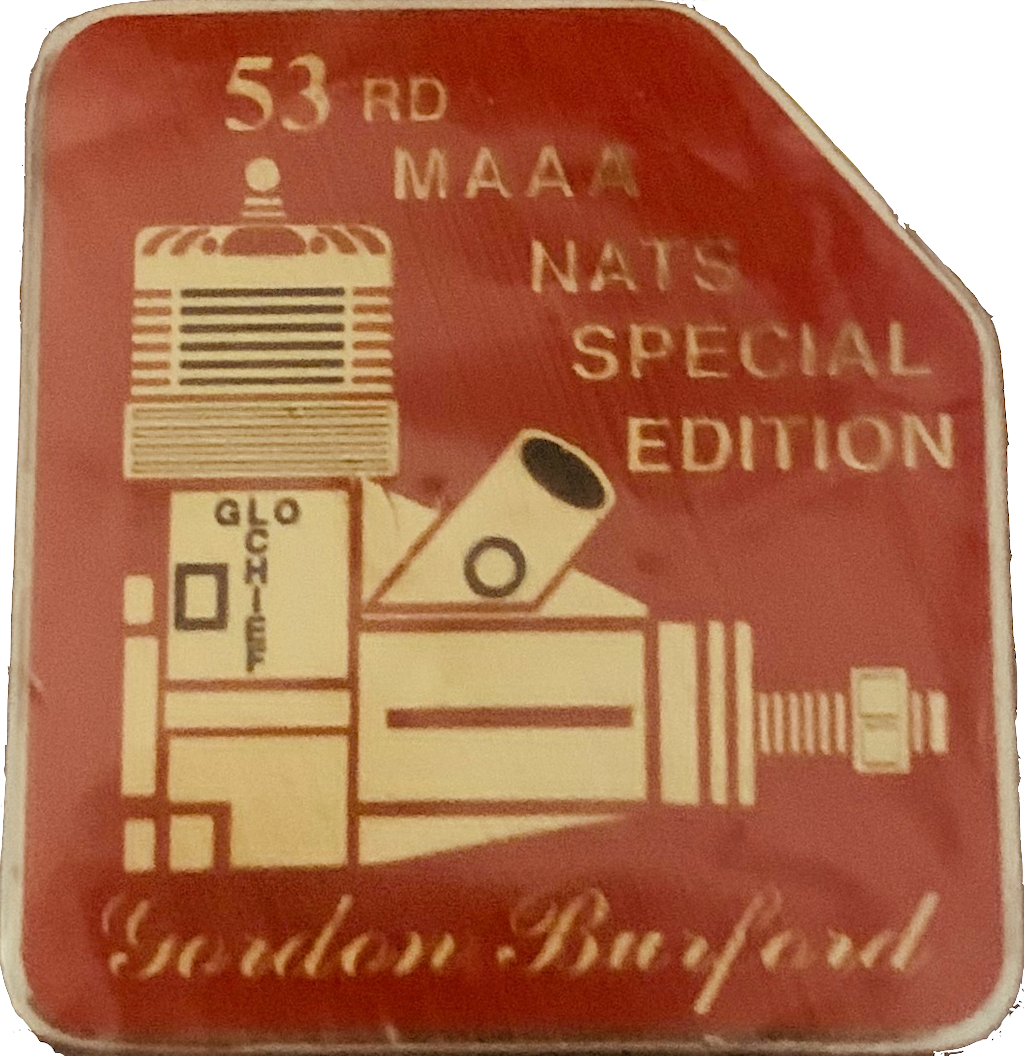 53 RD
MAAA
NATS
SPECIAL
EDITION
GLO
CHIEF
Gordon Burford